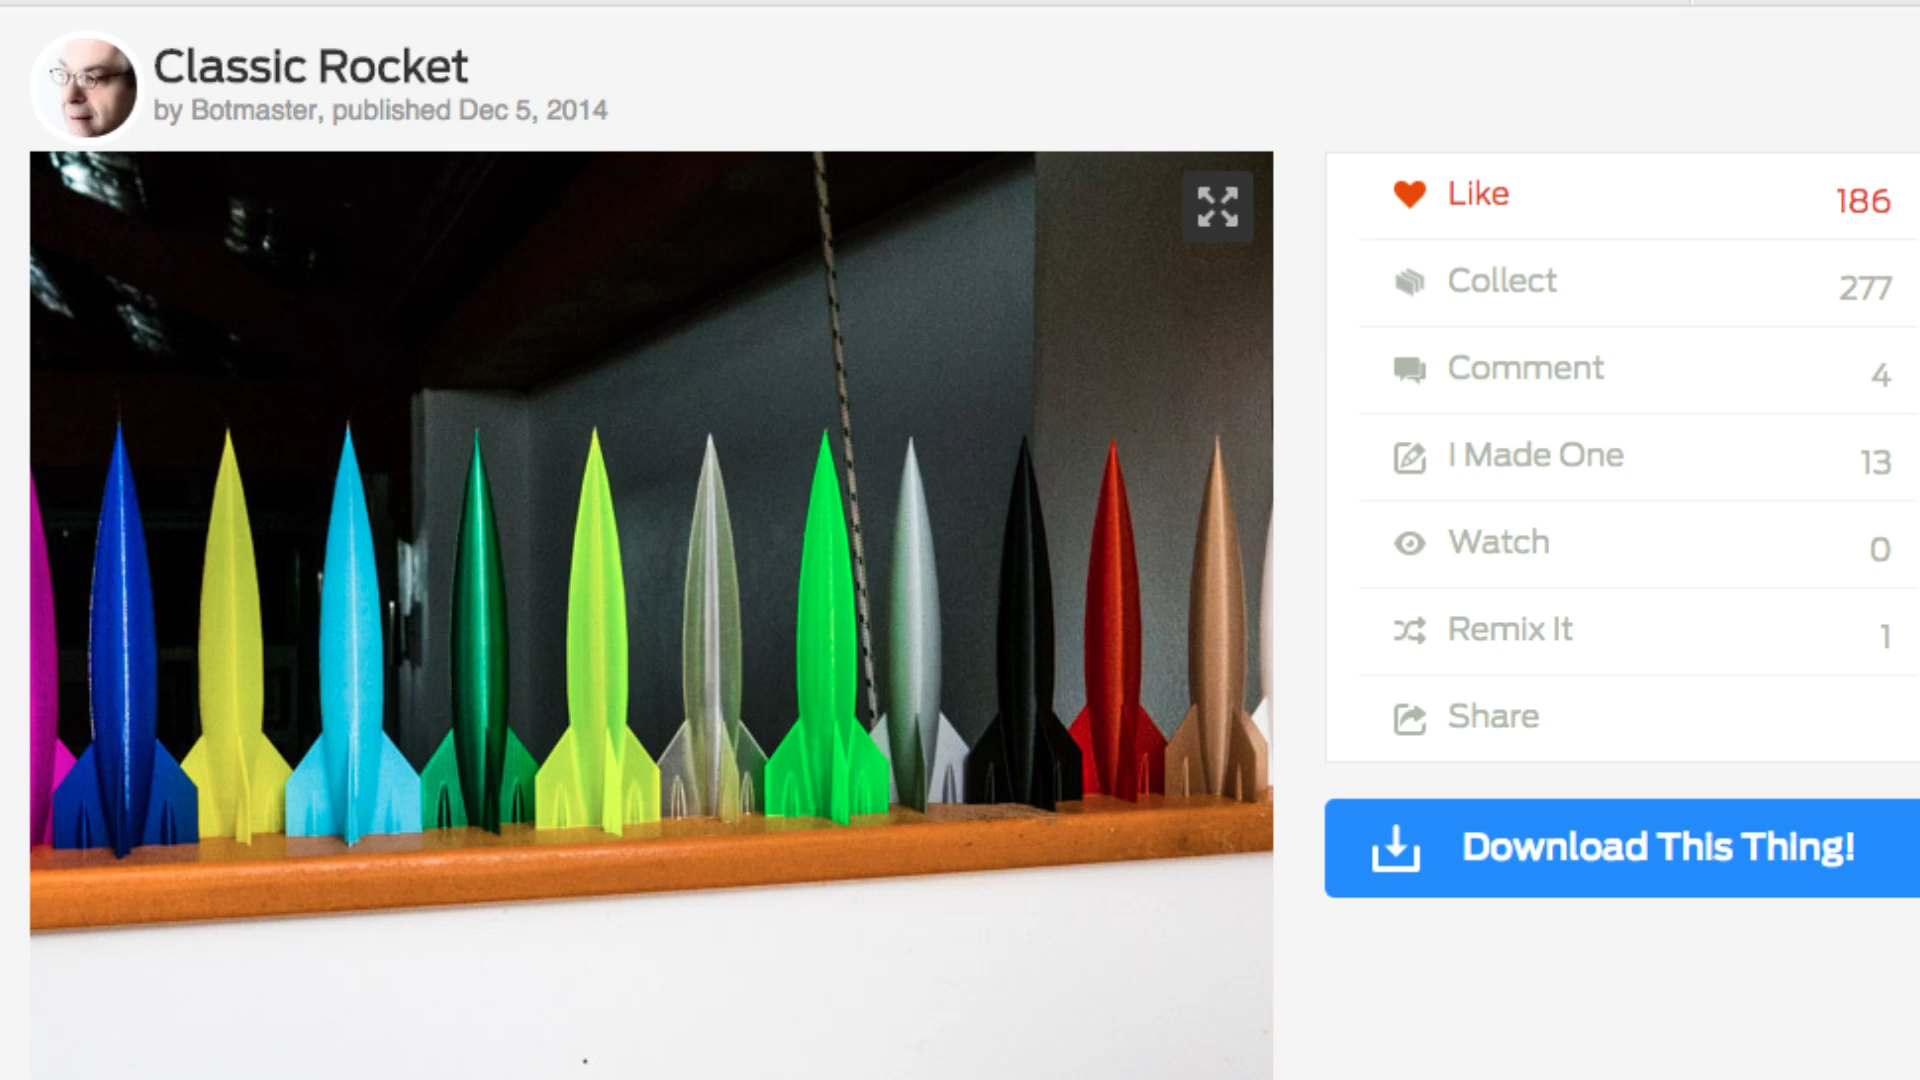 Classic Rocket
by Botmaster, published Dec 5, 2014
Like 186
Collect 277
Comment 4
I Made One 13
Watch 0
Remix It 1
Share
Download This Thing!